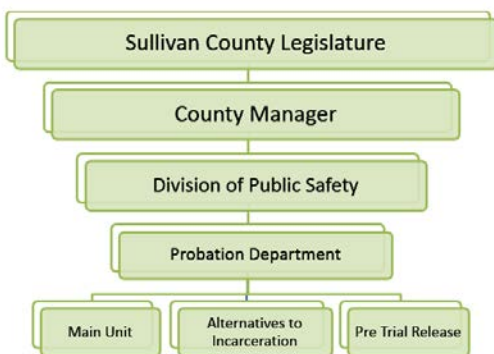 Sullivan County Legislature
County Manager
Division of Public Safety
Probation Department
Main Unit
Alternatives to
Incarceration
Pre Trial Release